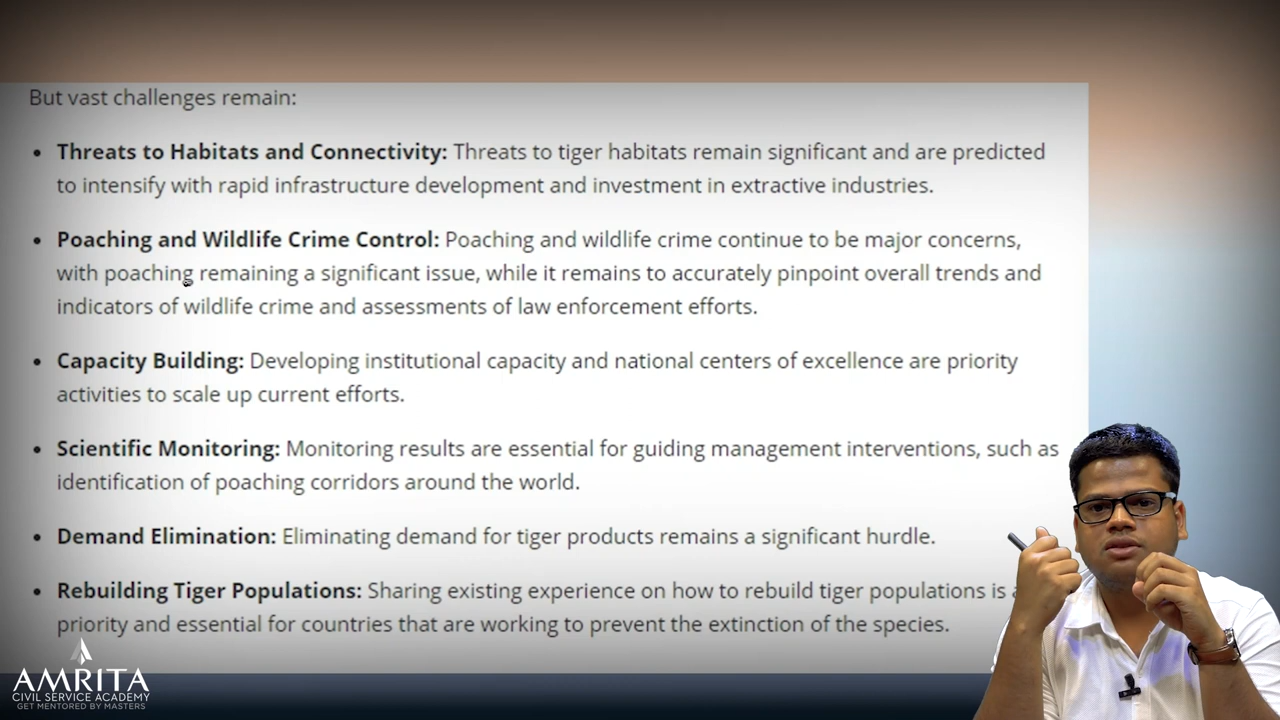 But vast challenges remain:
• Threats to Habitats and Connectivity: Threats to tiger habitats remain significant and are predicted
to intensify with rapid infrastructure development and investment in extractive industries.
• Poaching and Wildlife Crime Control: Poaching and wildlife crime continue to be major concerns,
with poaching remaining a significant issue, while it remains to accurately pinpoint overall trends and
indicators of wildlife crime and assessments of law enforcement efforts.
• Capacity Building: Developing institutional capacity and national centers of excellence are priority
activities to scale up current efforts.
• Scientific Monitoring: Monitoring results are essential for guiding management interventions, such as
identification of poaching corridors around the world.
• Demand Elimination: Eliminating demand for tiger products remains a significant hurdle.
• Rebuilding Tiger Populations: Sharing existing experience on how to rebuild tiger populations is a
priority and essential for countries that are working to prevent the extinction of the species.
AMRITA
CIVIL SERVICE ACADEMY
GET MENTORED BY MASTERS